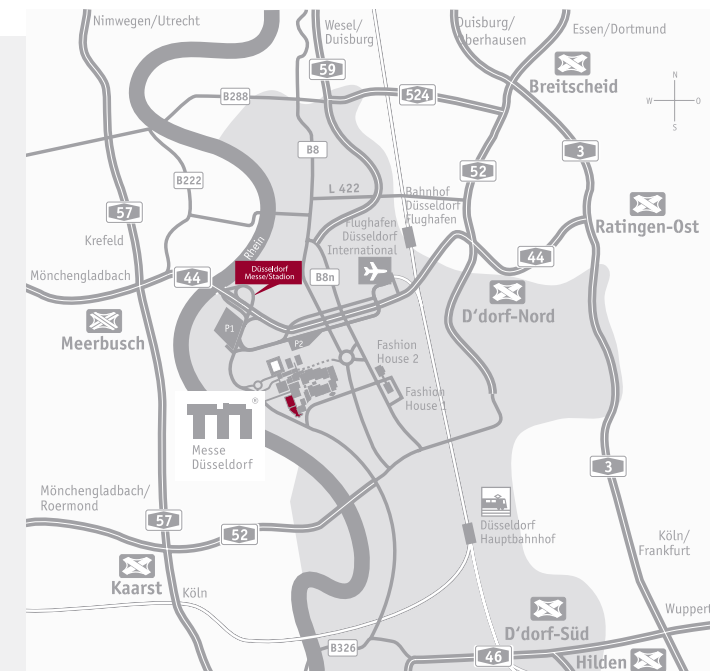 Nimwegen/Utrecht
Wesel/
Duisburg
Duisburg/
Oberhausen
Essen/Dortmund
Breitscheid
N
W
O
S
59
524
B288
3
B8
52
B222
L 422
57
Bahnhof
Düsseldorf
Flughafen
Ratingen-Ost
Krefeld
Rhein
Flughafen
Düsseldorf
International
Mönchengladbach
44
Düsseldorf
Messe/Stadion
B8n
44
Meerbusch
D'dorf-Nord
P1
P2
Fashion
House 2
Fashion
House 1
®
Messe
Düsseldorf
3
Mönchengladbach/
Roermond
57
52
Düsseldorf
Hauptbahnhof
Köln/
Frankfurt
Kaarst
Köln
Wuppert
D'dorf-Süd
B326
46
Hilden